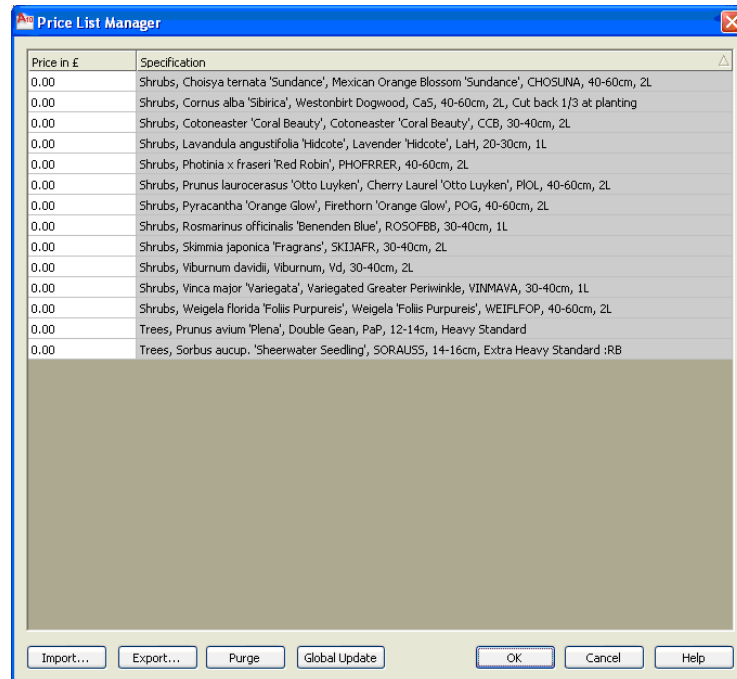 A10 Price List Manager
Price in £ Specification
0.00 Shrubs, Choisya ternata 'Sundance', Mexican Orange Blossom 'Sundance', CHOSUNA, 40-60cm, 2L
0.00 Shrubs, Cornus alba 'Sibirica', Westonbirt Dogwood, CaS, 40-60cm, 2L, Cut back 1/3 at planting
0.00 Shrubs, Cotoneaster 'Coral Beauty', Cotoneaster 'Coral Beauty', CCB, 30-40cm, 2L
0.00 Shrubs, Lavandula angustifolia 'Hidcote', Lavender 'Hidcote', LaH, 20-30cm, 1L
0.00 Shrubs, Photinia x fraseri 'Red Robin', PHOFRRER, 40-60cm, 2L
0.00 Shrubs, Prunus laurocerasus 'Otto Luyken', Cherry Laurel 'Otto Luyken', PlOL, 40-60cm, 2L
0.00 Shrubs, Pyracantha 'Orange Glow', Firethorn 'Orange Glow', POG, 40-60cm, 2L
0.00 Shrubs, Rosmarinus officinalis 'Benenden Blue', ROSOFBB, 30-40cm, 1L
0.00 Shrubs, Skimmia japonica 'Fragrans', SKIJAFR, 30-40cm, 2L
0.00 Shrubs, Viburnum davidii, Viburnum, Vd, 30-40cm, 2L
0.00 Shrubs, Vinca major 'Variegata', Variegated Greater Periwinkle, VINMAVA, 30-40cm, 1L
0.00 Shrubs, Weigela florida 'Foliis Purpureis', Weigela 'Foliis Purpureis', WEIFLFOP, 40-60cm, 2L
0.00 Trees, Prunus avium 'Plena', Double Gean, PaP, 12-14cm, Heavy Standard
0.00 Trees, Sorbus aucup. 'Sheerwater Seedling', SORAUSS, 14-16cm, Extra Heavy Standard :RB
Import... Export... Purge Global Update OK Cancel Help